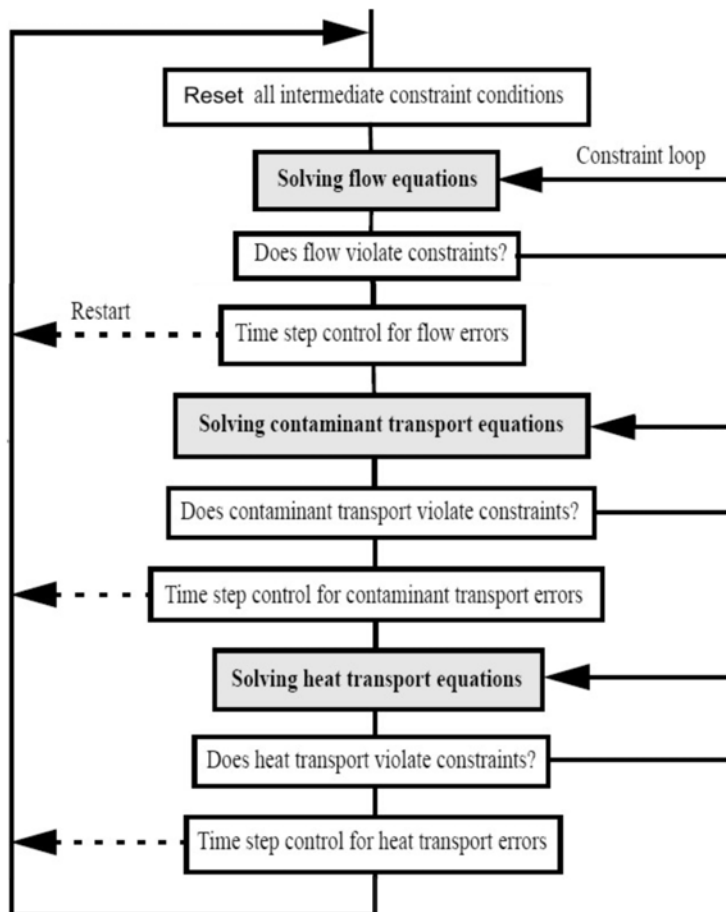 Reset all intermediate constraint conditions
Constraint loop
Solving flow equations
Does flow violate constraints?
Restart
Time step control for flow errors
Solving contaminant transport equations
Does contaminant transport violate constraints?
Time step control for contaminant transport errors
Solving heat transport equations
Does heat transport violate constraints?
Time step control for heat transport errors